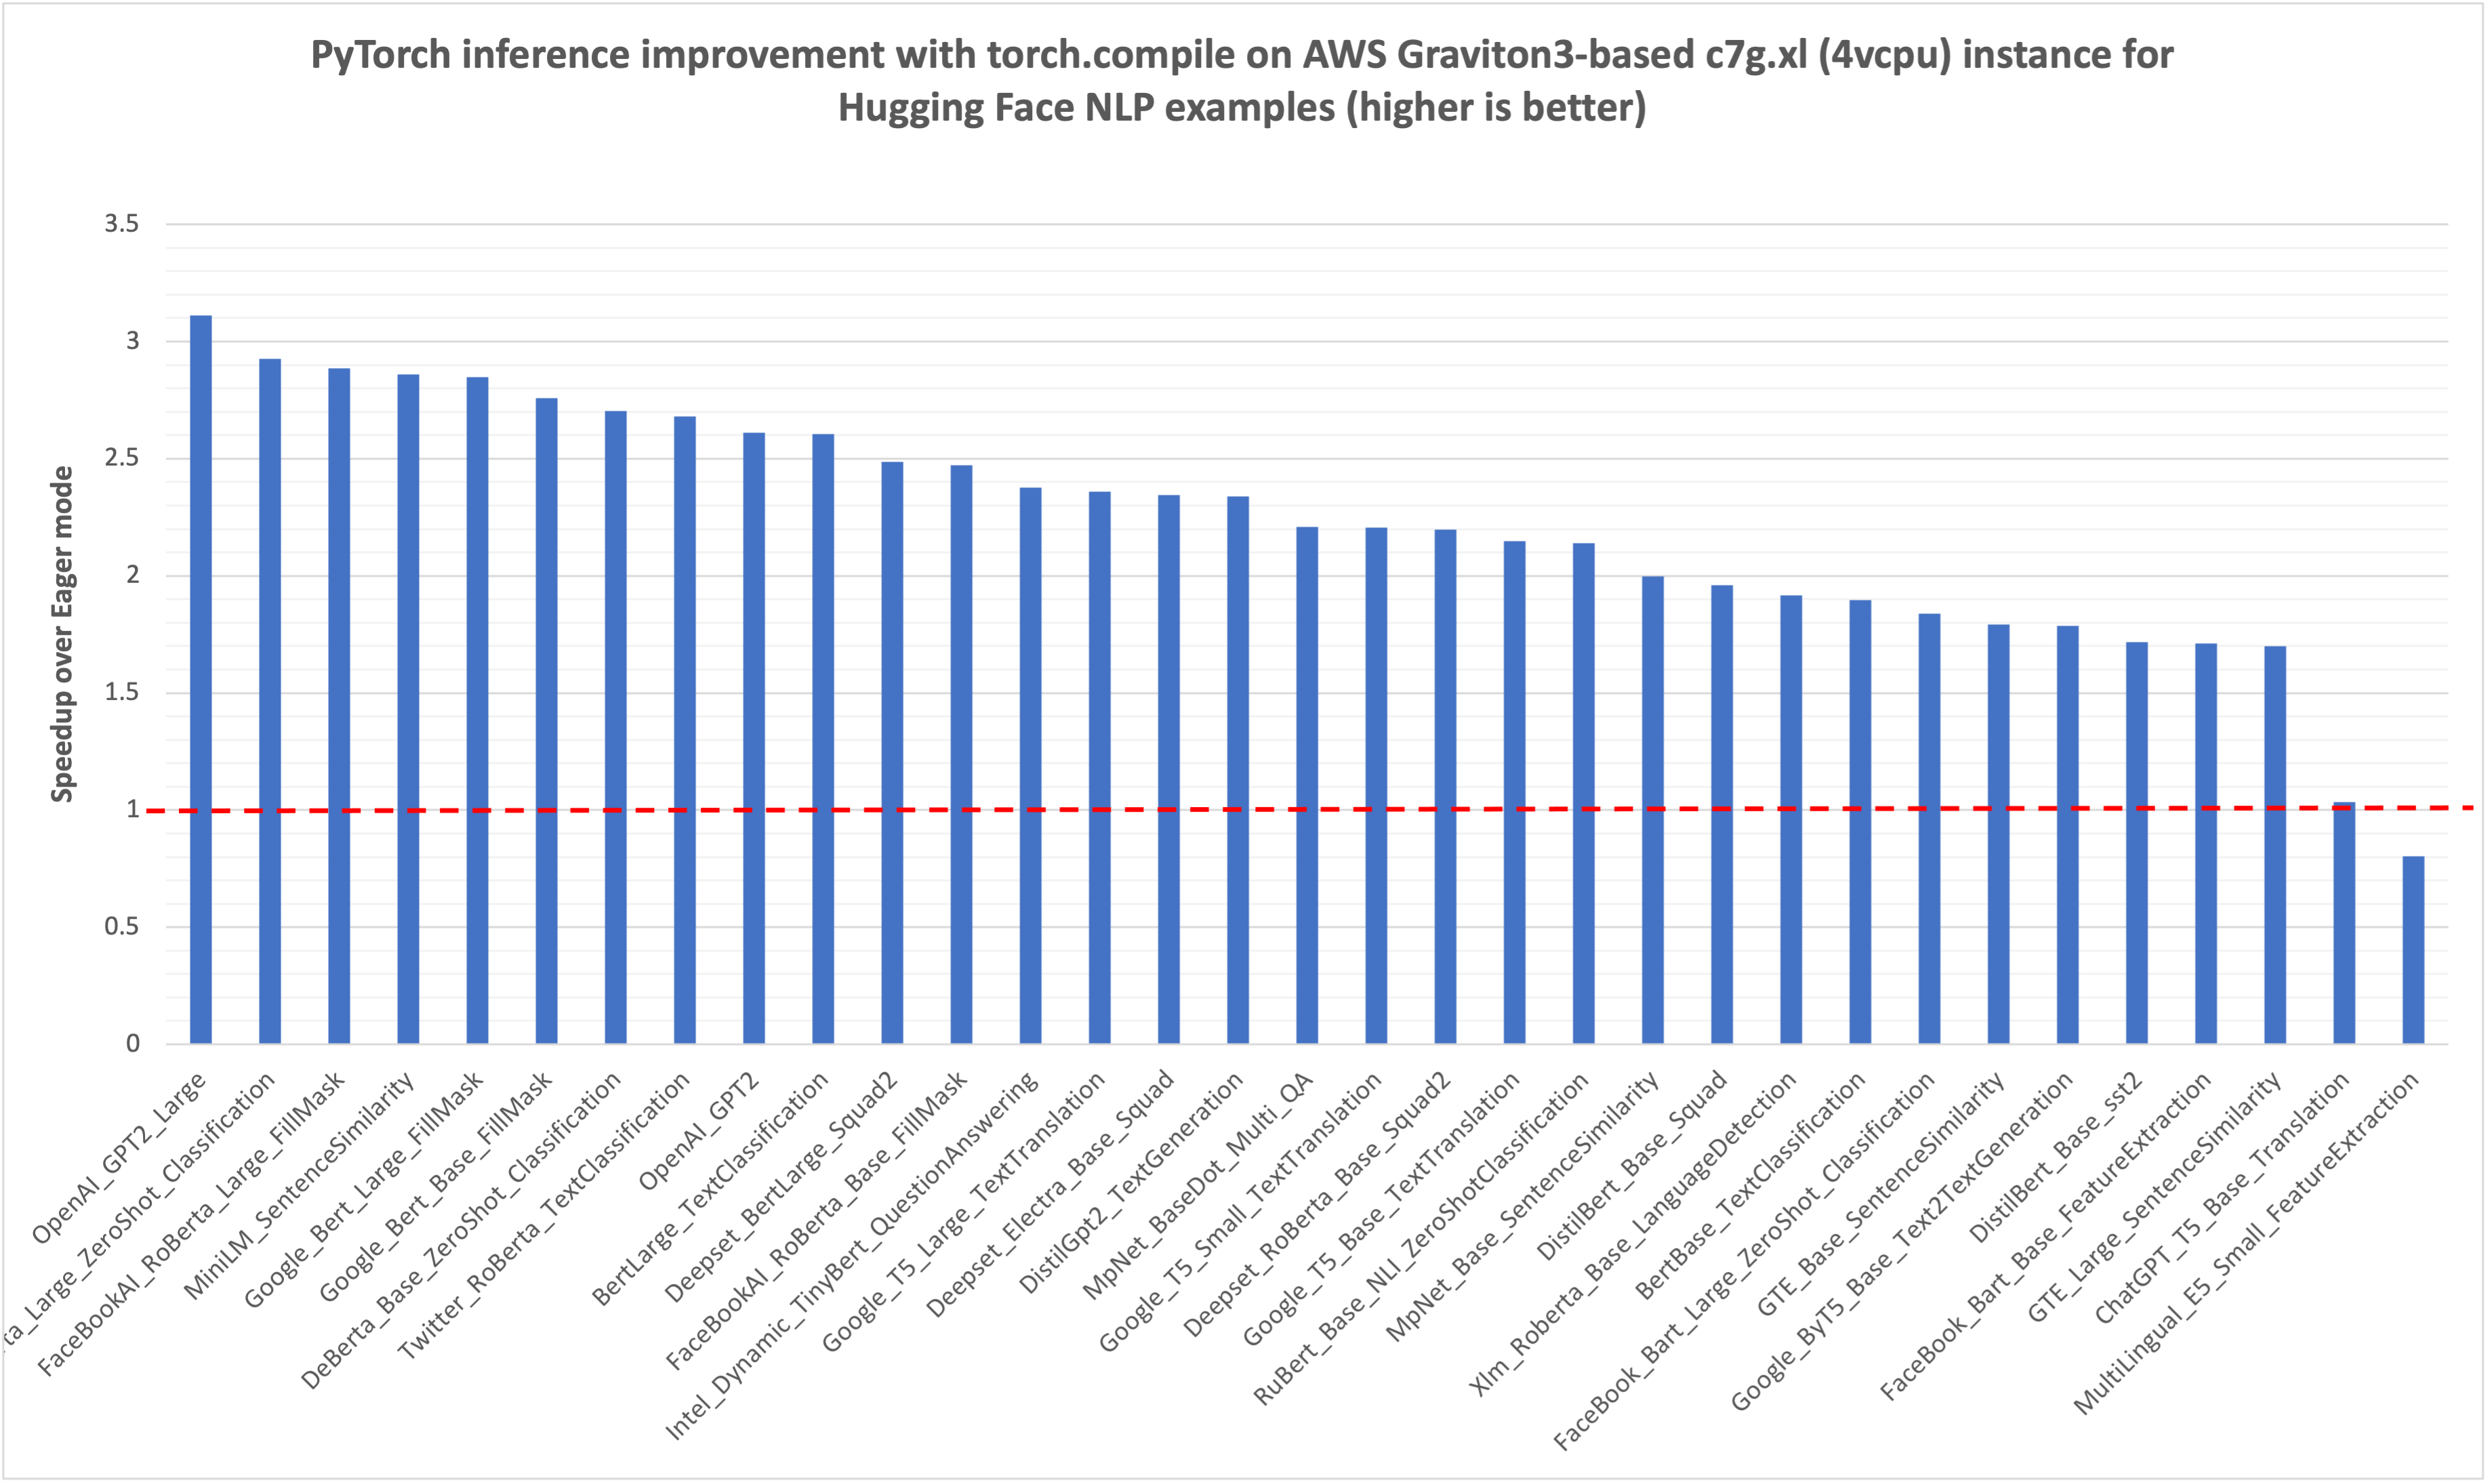 PyTorch inference improvement with torch.compile on AWS Graviton3-based c7g.xl (4vcpu) instance for
Hugging Face NLP examples (higher is better)
Speedup over Eager mode
3.5
3
2.5
2
1.5
1
0.5
0
OpenAI_GPT2_Large
ta_Large_ZeroShot_Classification
FaceBookAI_RoBerta_Large_FillMask
MiniLM_SentenceSimilarity
Google_Bert_Large_FillMask
Google_Bert_Base_FillMask
DeBerta_Base_ZeroShot_Classification
Twitter_RoBerta_TextClassification
OpenAI_GPT2
BertLarge_TextClassification
Deepset_BertLarge_Squad2
FaceBookAI_RoBerta_Base_FillMask
Intel_Dynamic_TinyBert_QuestionAnswering
Google_T5_Large_TextTranslation
Deepset_Electra_Base_Squad
DistilGpt2_TextGeneration
MpNet_BaseDot_Multi_QA
Google_T5_Small_TextTranslation
Deepset_RoBerta_Base_Squad2
Google_T5_Base_TextTranslation
RuBert_Base_NLI_ZeroShotClassification
MpNet_Base_SentenceSimilarity
DistilBert_Base_Squad
Xlm_Roberta_Base_LanguageDetection
BertBase_TextClassification
FaceBook_Bart_Large_ZeroShot_Classification
GTE_Base_SentenceSimilarity
Google_ByT5_Base_Text2TextGeneration
DistilBert_Base_sst2
FaceBook_Bart_Base_FeatureExtraction
GTE_Large_SentenceSimilarity
ChatGPT_T5_Base_Translation
MultiLingual_E5_Small_FeatureExtraction